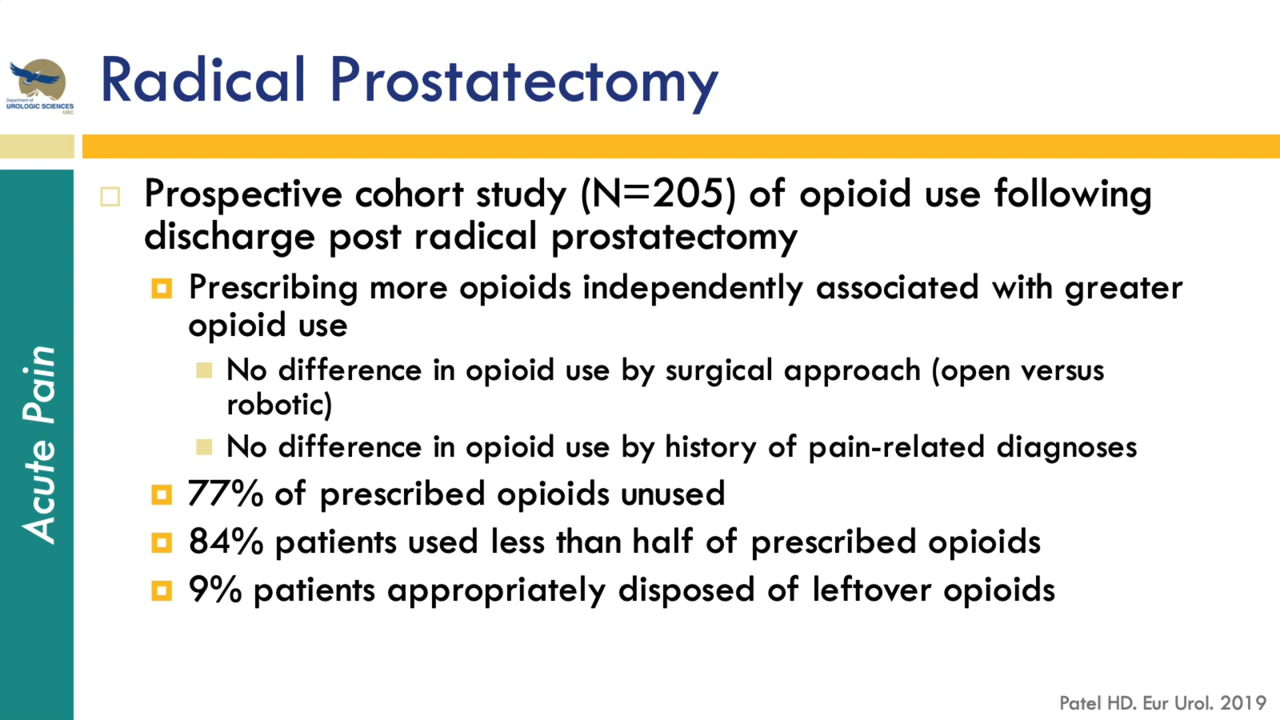 Department of
UROLOGIC SCIENCES
UBC
Radical Prostatectomy
Acute Pain
Prospective cohort study (N=205) of opioid use following
discharge post radical prostatectomy
Prescribing more opioids independently associated with greater
opioid use
No difference in opioid use by surgical approach (open versus
robotic)
No difference in opioid use by history of pain-related diagnoses
77% of prescribed opioids unused
84% patients used less than half of prescribed opioids
9% patients appropriately disposed of leftover opioids
Patel HD. Eur Urol. 2019